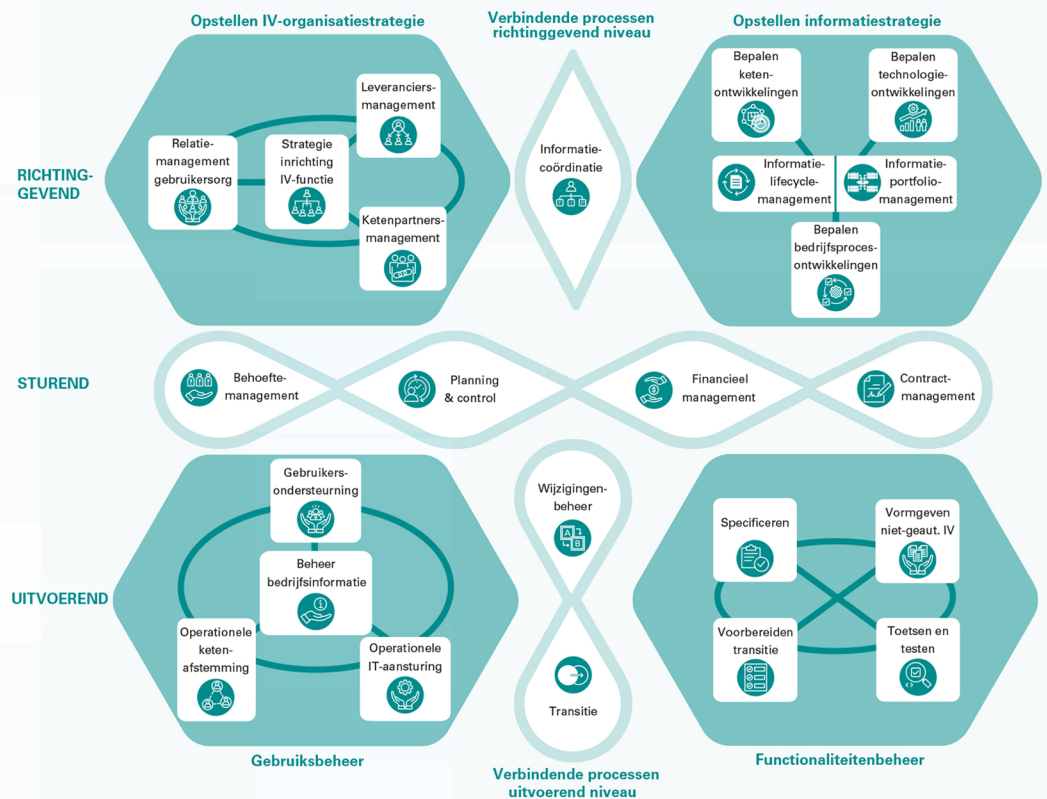 Opstellen IV-organisatiestrategie
Verbindende processen
richtinggevend niveau
Opstellen informatiestrategie
RICHTING-
GEVEND
Leveranciers-
management
Relatie-
management
gebruikersorg
Strategie
inrichting
IV-functie
Ketenpartners-
management
Informatie-
coördinatie
Bepalen
keten-
ontwikkelingen
Bepalen
technologie-
ontwikkelingen
Informatie-
lifecycle-
management
Informatie-
portfolio-
management
Bepalen
bedrijfsproces-
ontwikkelingen
STUREND
Behoefte-
management
Planning
& control
Financieel
management
Contract-
management
UITVOEREND
Gebruikers-
ondersteurning
Beheer
bedrijfsinformatie
Operationele
keten-
afstemming
Operationele
IT-aansturing
Gebruiksbeheer
Wijzigingen-
beheer
A
B
Transitie
Verbindende processen
uitvoerend niveau
Specificeren
Vormgeven
niet-geaut. IV
Voorbereiden
transitie
Toetsen en
testen
Functionaliteitenbeheer